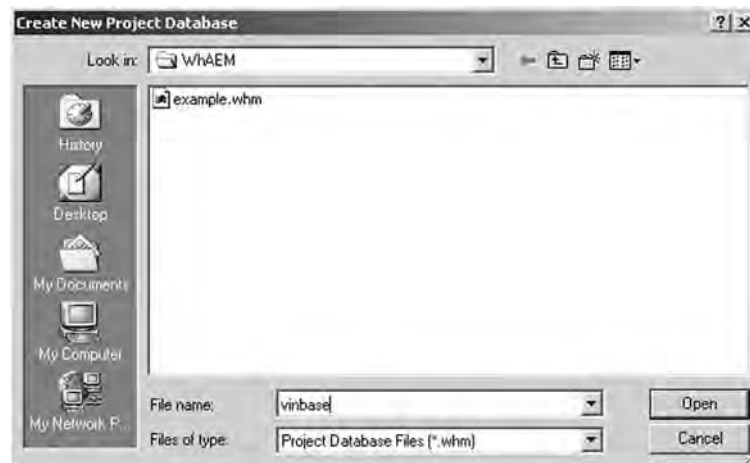 Create New Project Database
Look in: WhAEM
example.whm
History
Desktop
My Documents
My Computer
My Network P...
File name: vinbase
Open
Files of type: Project Database Files (*.whm)
Cancel